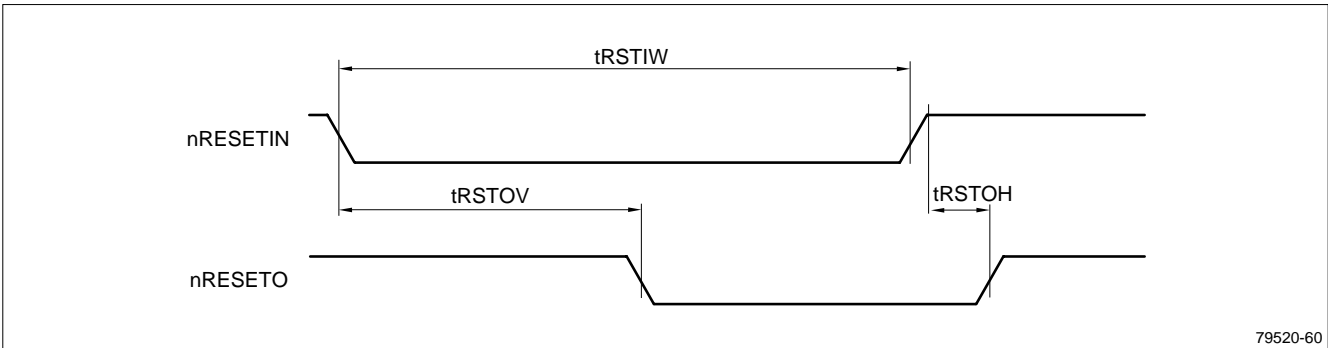 tRSTIW
nRESETIN
tRSTOV
tRSTOH
nRESETO
79520-60